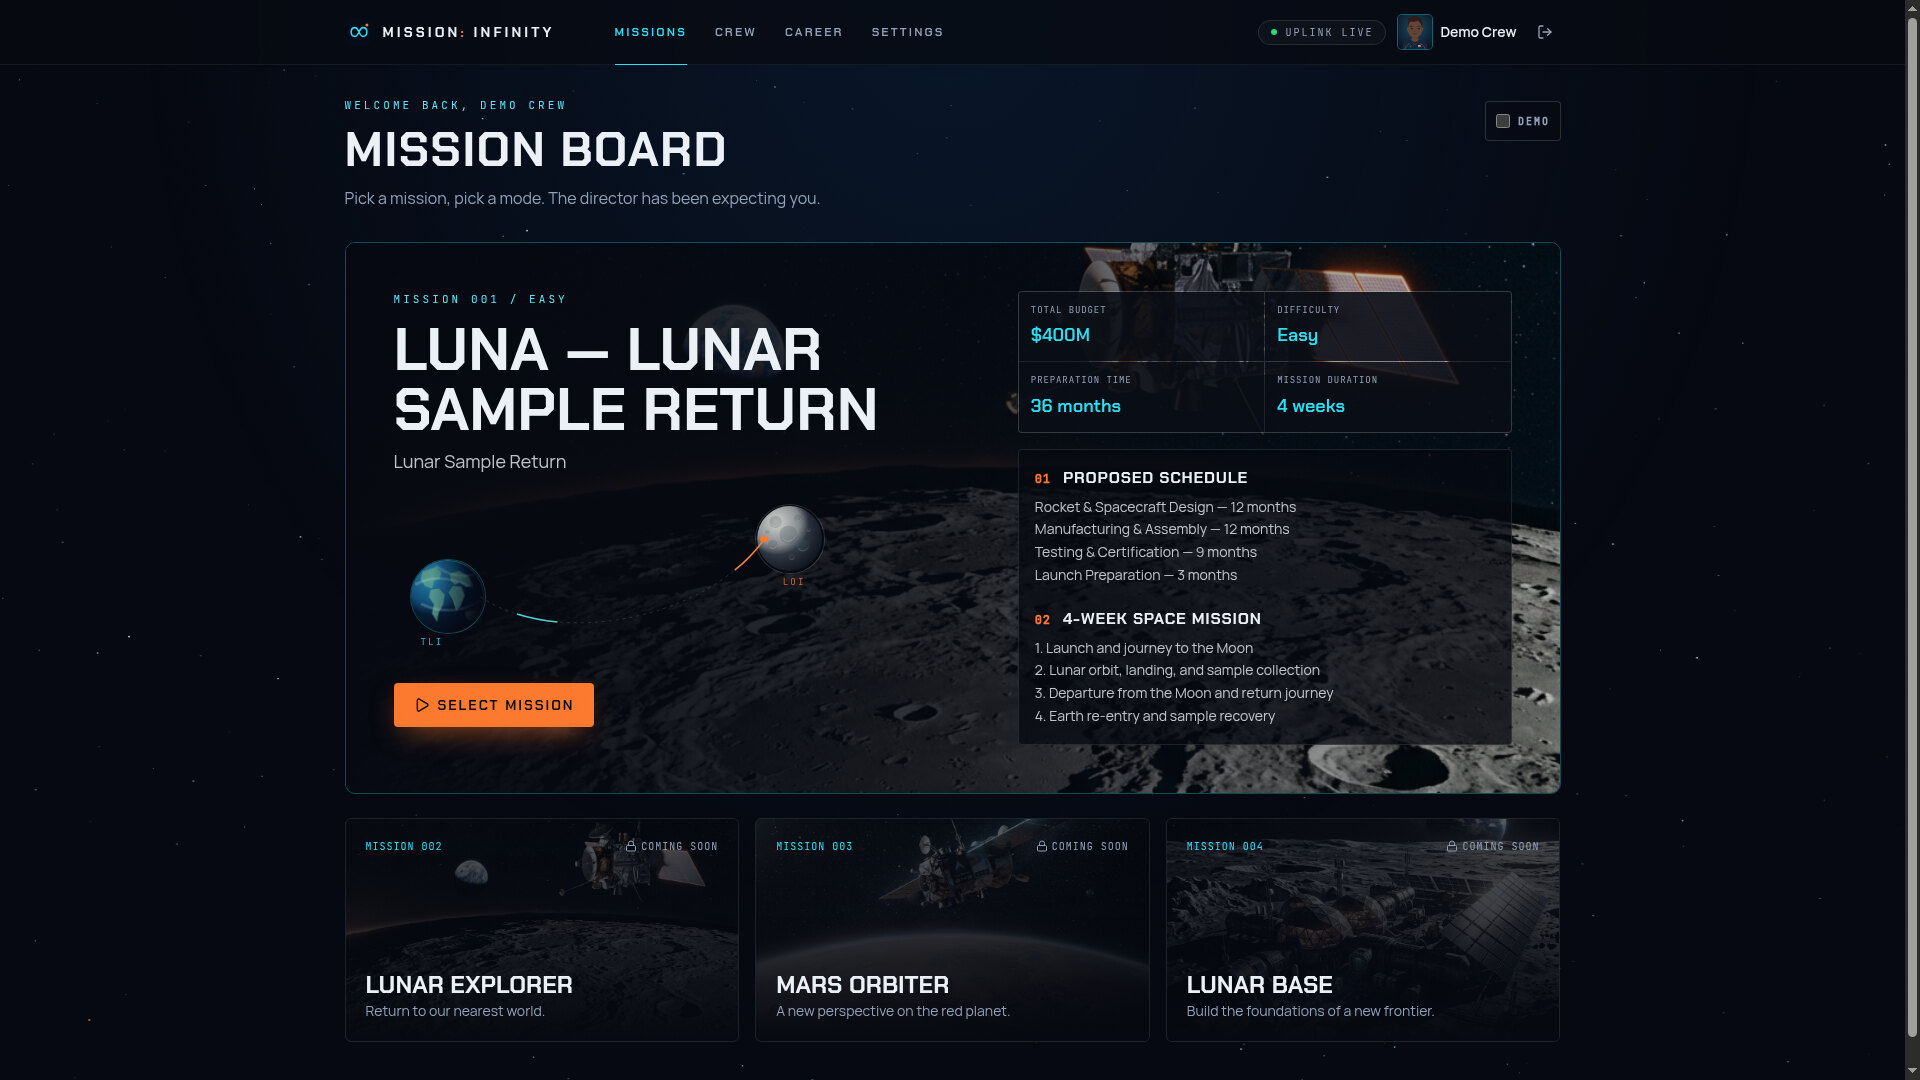 MISSION: INFINITY
MISSIONS
CREW
CAREER
SETTINGS
UPLINK LIVE
Demo Crew
WELCOME BACK, DEMO CREW
MISSION BOARD
Pick a mission, pick a mode. The director has been expecting you.
DEMO
MISSION 001 / EASY
LUNA — LUNAR
SAMPLE RETURN
Lunar Sample Return
TLI
LOI
SELECT MISSION
TOTAL BUDGET
$400M
DIFFICULTY
Easy
PREPARATION TIME
36 months
MISSION DURATION
4 weeks
01 PROPOSED SCHEDULE
Rocket & Spacecraft Design — 12 months
Manufacturing & Assembly — 12 months
Testing & Certification — 9 months
Launch Preparation — 3 months
02 4-WEEK SPACE MISSION
1. Launch and journey to the Moon
2. Lunar orbit, landing, and sample collection
3. Departure from the Moon and return journey
4. Earth re-entry and sample recovery
MISSION 002
COMING SOON
LUNAR EXPLORER
Return to our nearest world.
MISSION 003
COMING SOON
MARS ORBITER
A new perspective on the red planet.
MISSION 004
COMING SOON
LUNAR BASE
Build the foundations of a new frontier.